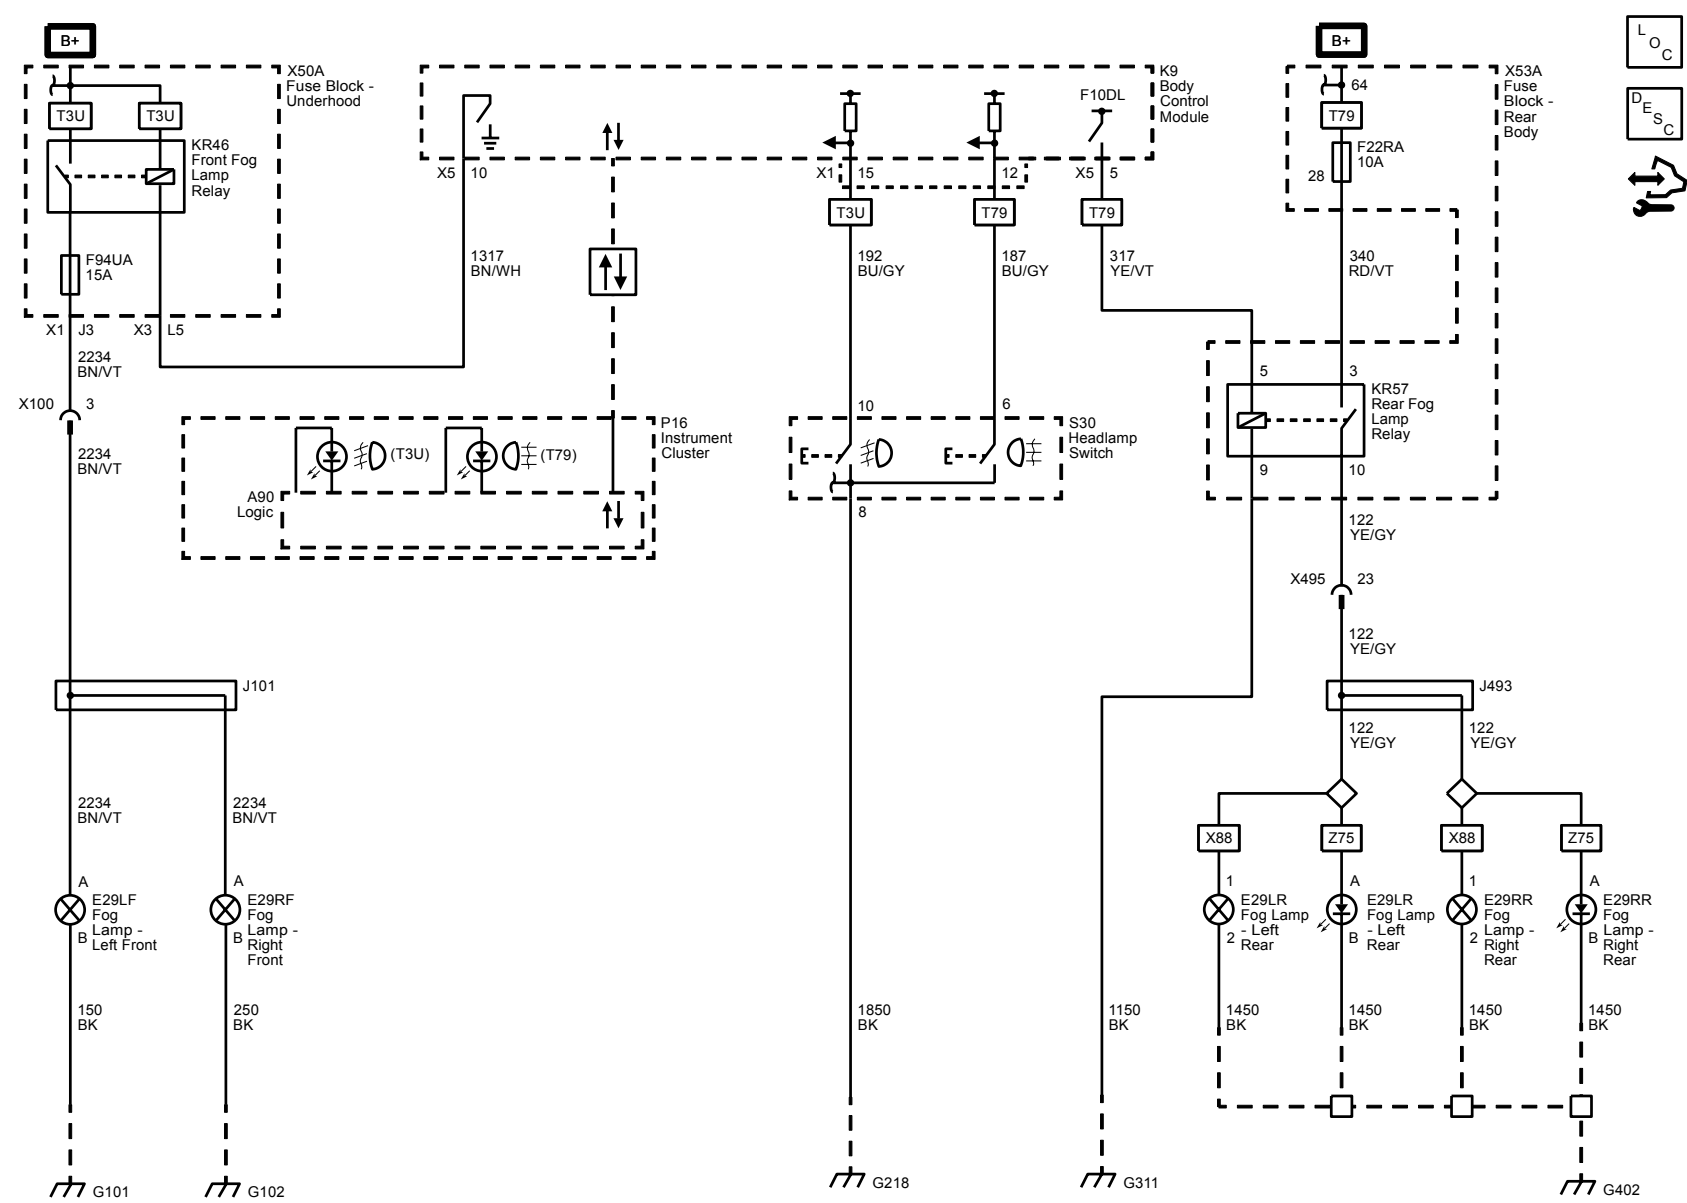 B+
X50A
Fuse Block -
Underhood
T3U
T3U
KR46
Front Fog
Lamp
Relay
F94UA
15A
X1 J3
X3 L5
2234
BN/VT
X100 3
2234
BN/VT
J101
2234
BN/VT
2234
BN/VT
A
E29LF
Fog
Lamp -
Left Front
B
A
E29RF
Fog
Lamp -
Right
Front
B
150
BK
250
BK
G101
G102
K9
Body
Control
Module
F10DL
X5 10
X1 15
12
X5 5
T3U
T79
T79
1317
BN/WH
192
BU/GY
187
BU/GY
317
YE/VT
P16
Instrument
Cluster
(T3U)
(T79)
A90
Logic
10
6
S30
Headlamp
Switch
8
1850
BK
G218
1150
BK
G311
B+
X53A
Fuse
Block -
Rear
Body
64
T79
F22RA
10A
28
340
RD/VT
5
3
KR57
Rear Fog
Lamp
Relay
9
10
122
YE/GY
X495 23
122
YE/GY
J493
122
YE/GY
122
YE/GY
X88
Z75
X88
Z75
1
E29LR
Fog Lamp
- Left
Rear
2
A
E29LR
Fog Lamp
- Left
Rear
B
1
E29RR
Fog
Lamp -
Right
Rear
2
A
E29RR
Fog
Lamp -
Right
Rear
B
1450
BK
1450
BK
1450
BK
1450
BK
G402
LOC
DESC